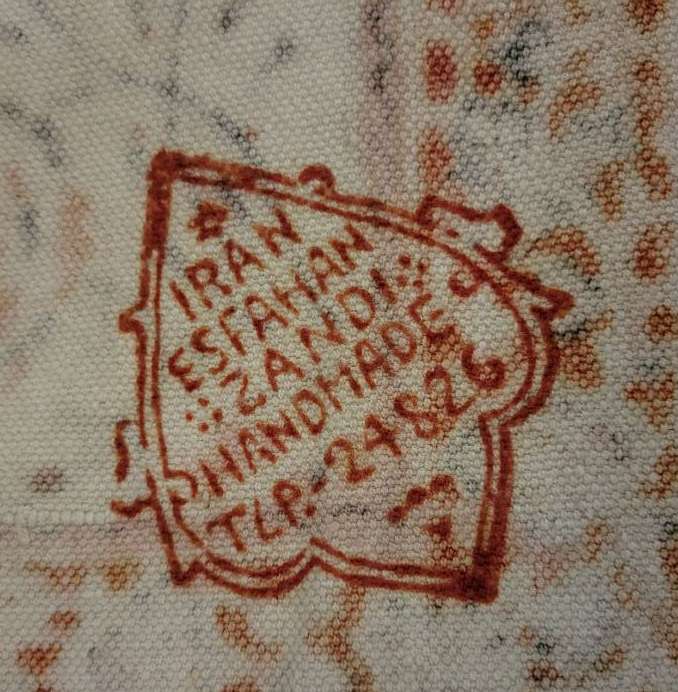 IRAN
ESFAHAN
ZANDI
HANDMADE
TLP:-24826